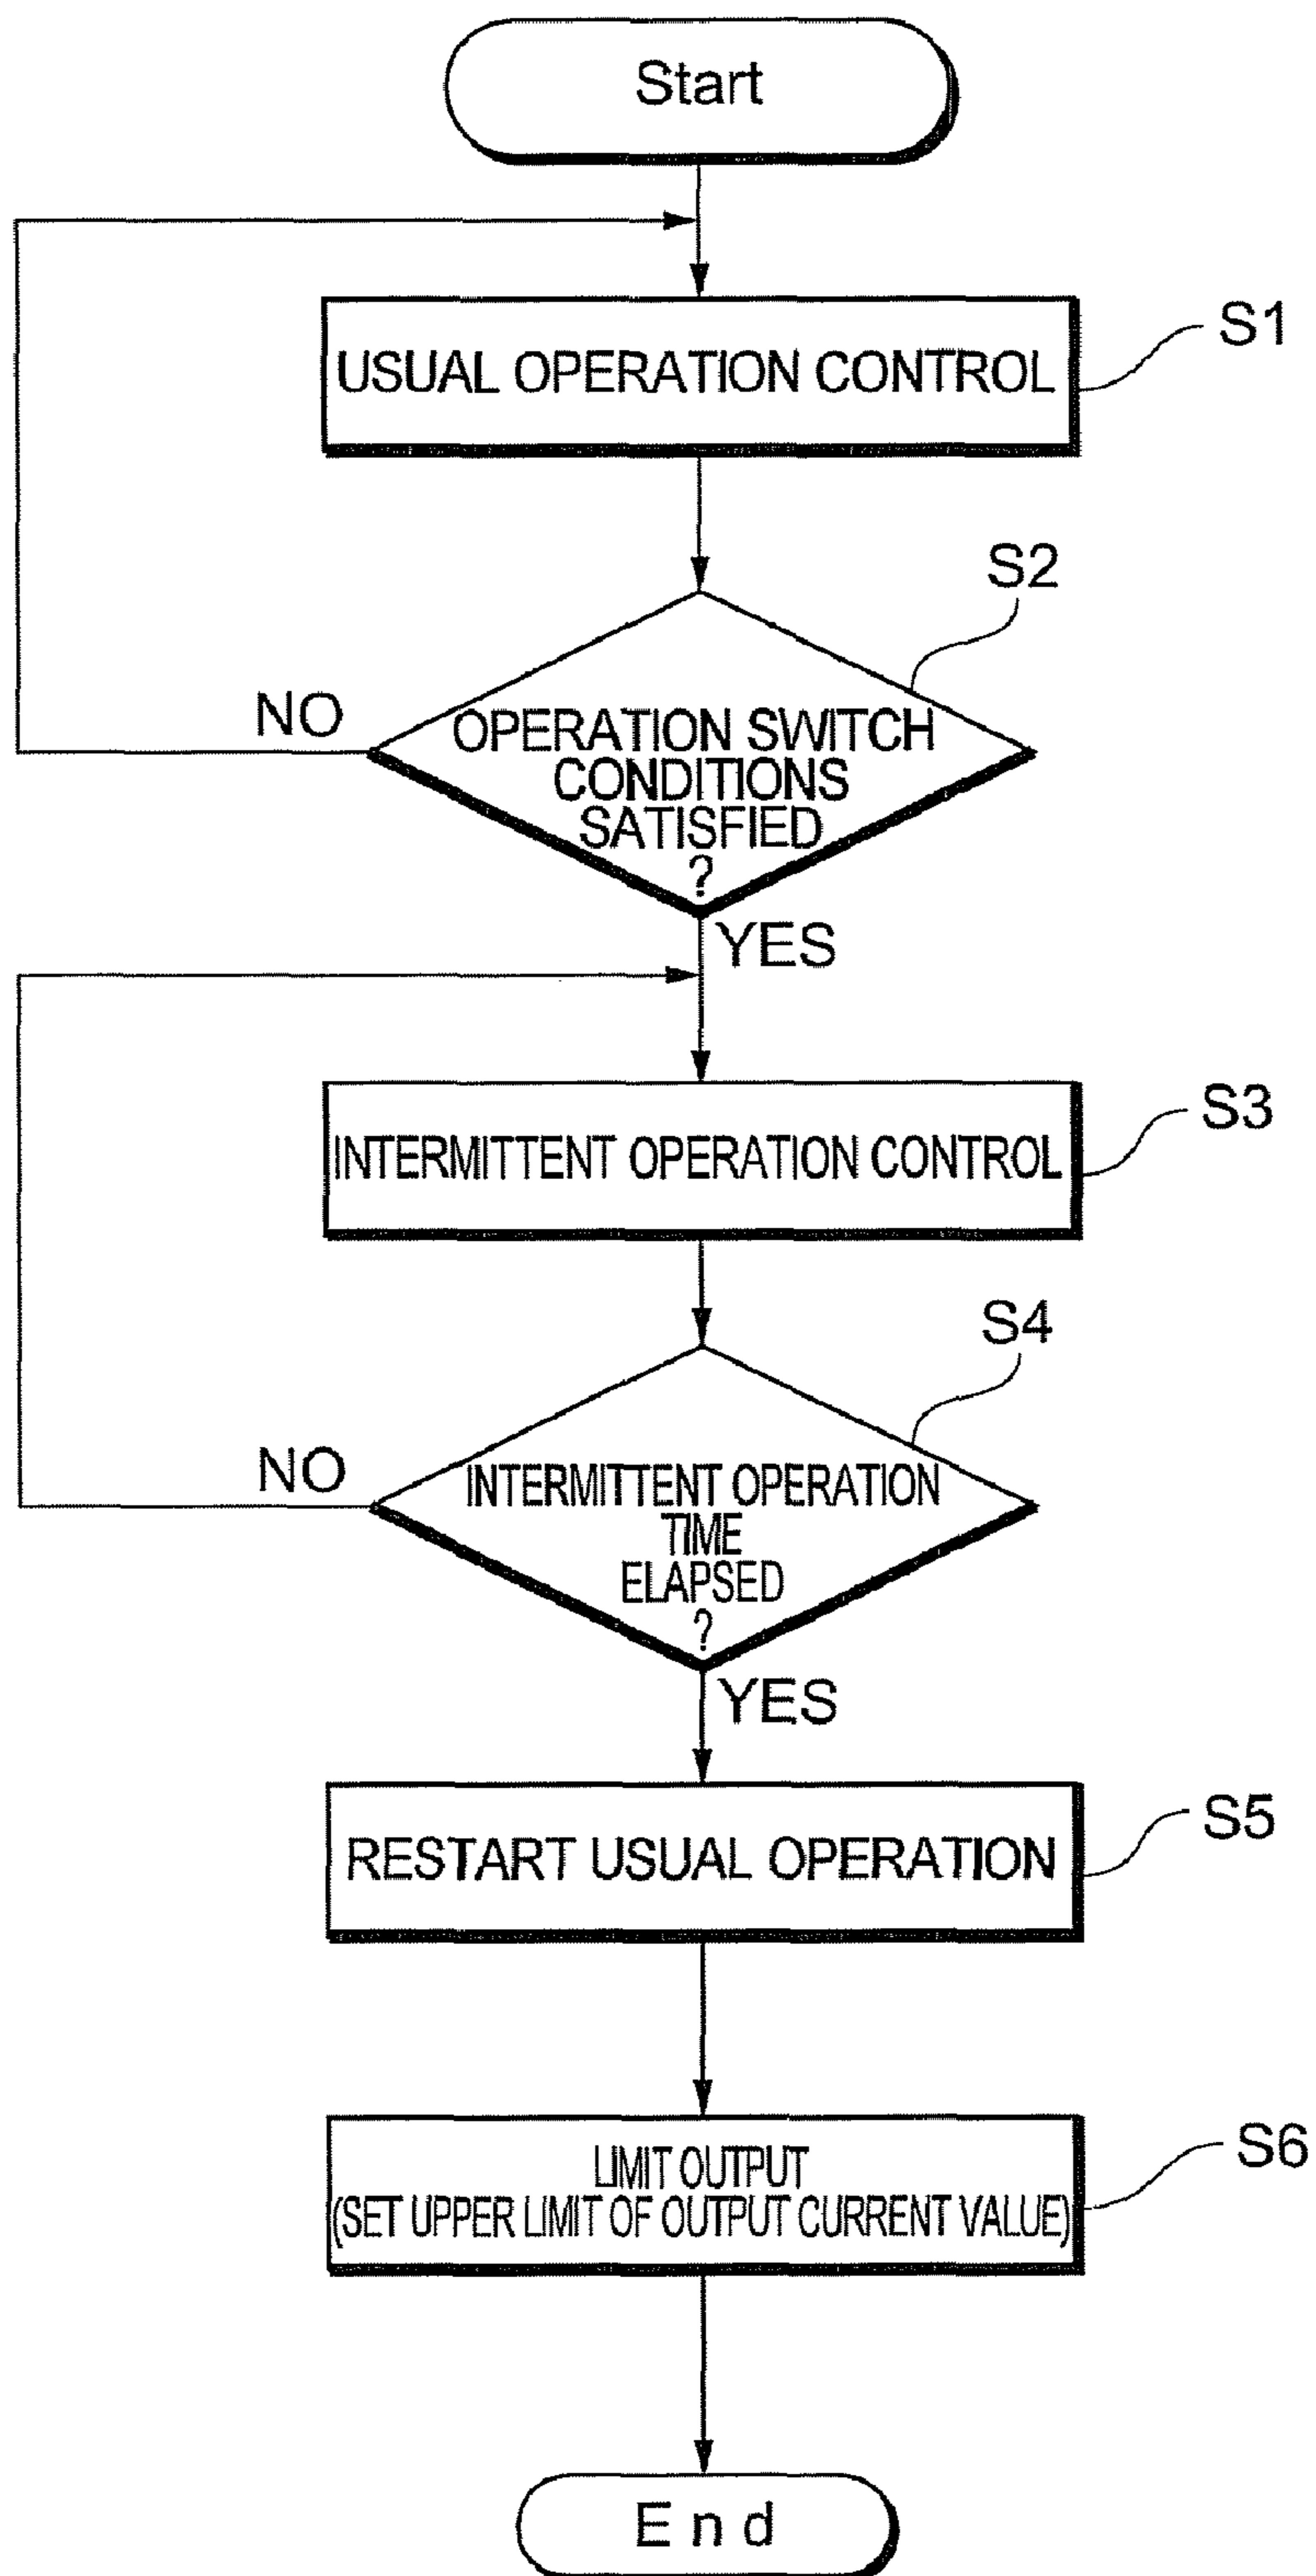 Start
USUAL OPERATION CONTROL
S1
S2
OPERATION SWITCH
CONDITIONS
SATISFIED
?
NO
YES
INTERMITTENT OPERATION CONTROL
S3
S4
INTERMITTENT OPERATION
TIME
ELAPSED
?
NO
YES
RESTART USUAL OPERATION
S5
LIMIT OUTPUT
(SET UPPER LIMIT OF OUTPUT CURRENT VALUE)
S6
End